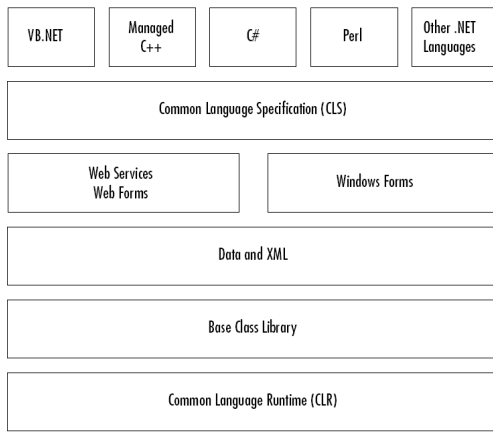 VB.NET
Managed
C++
C#
Perl
Other .NET
Languages
Common Language Specification (CLS)
Web Services
Web Forms
Windows Forms
Data and XML
Base Class Library
Common Language Runtime (CLR)